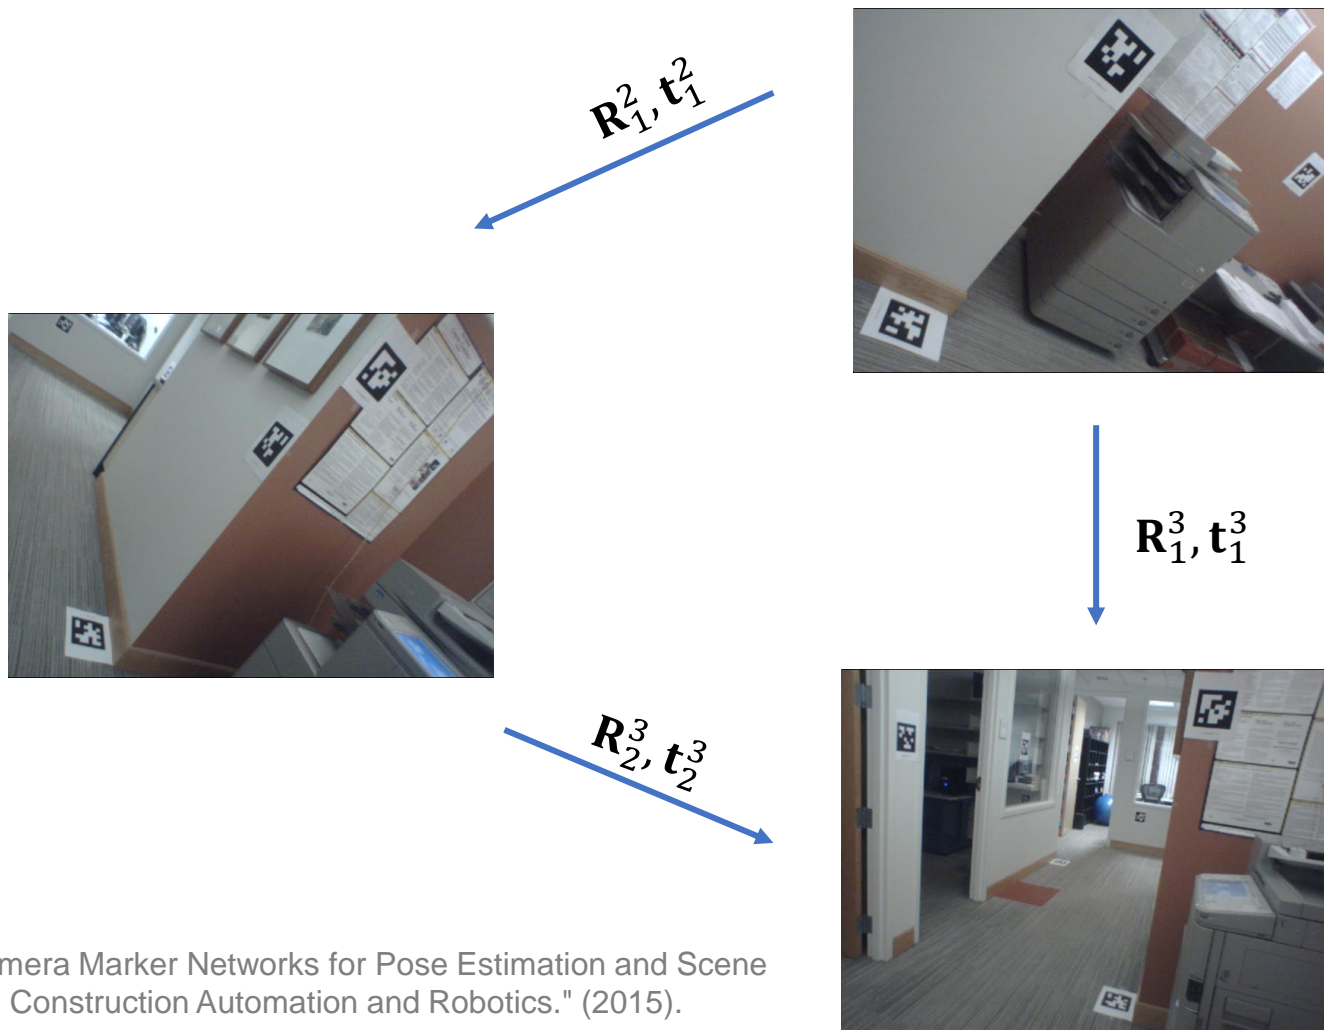 𝐑₁², 𝐭₁²
𝐑₁³, 𝐭₁³
𝐑₂³, 𝐭₂³
mera Marker Networks for Pose Estimation and Scene
Construction Automation and Robotics." (2015).